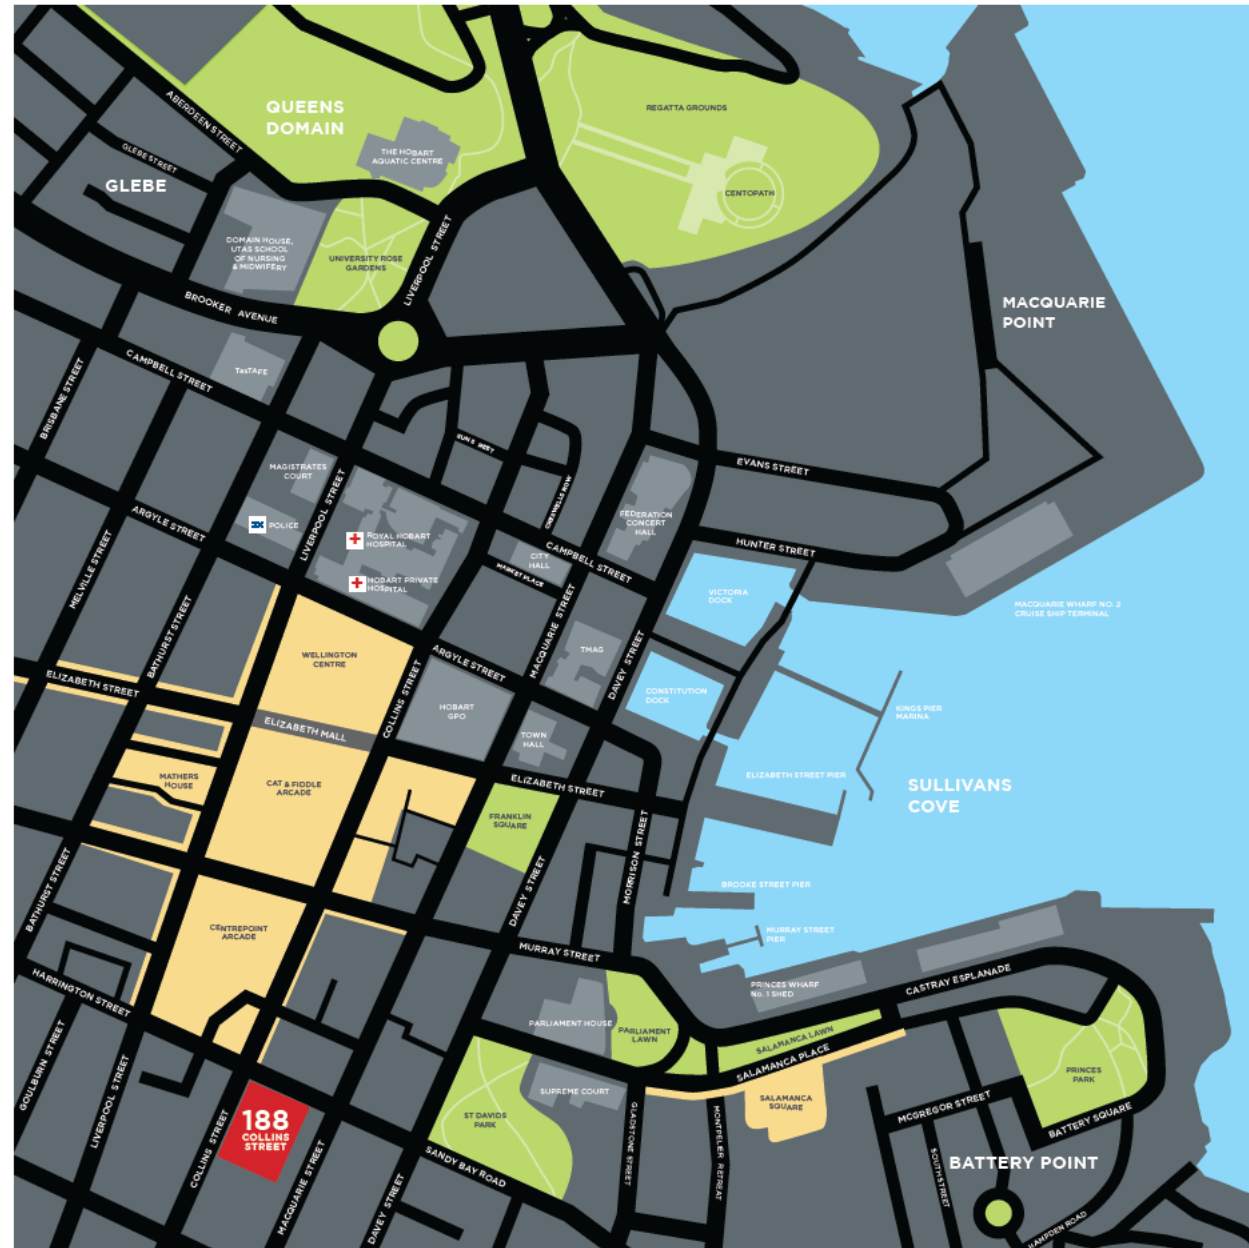 QUEENS
DOMAIN
REGATTA GROUNDS
ABERDEEN STREET
THE HOBART
AQUATIC CENTRE
GLEBE STREET
GLEBE
CENTOPATH
DOMAIN HOUSE,
UTAS SCHOOL
OF NURSING
& MIDWIFERY
UNIVERSITY ROSE
GARDENS
LIVERPOOL STREET
BROOKER AVENUE
MACQUARIE
POINT
CAMPBELL STREET
TasTAFE
BRISBANE STREET
EVANS STREET
MAGISTRATES
COURT
LIVERPOOL STREET
ARGYLE STREET
POLICE
ROYAL HOBART
HOSPITAL
FEDERATION
CONCERT
HALL
HUNTER STREET
CITY
HALL
CAMPBELL STREET
MARKET PLACE
MELVILLE STREET
HOBART PRIVATE
HOSPITAL
VICTORIA
DOCK
MACQUARIE WHARF NO. 2
CRUISE SHIP TERMINAL
BATHURST STREET
MACQUARIE STREET
WELLINGTON
CENTRE
ARGYLE STREET
TMAG
DAVEY STREET
ELIZABETH STREET
COLLINS STREET
CONSTITUTION
DOCK
HOBART
GPO
KINGS PIER
MARINA
ELIZABETH MALL
TOWN
HALL
MATHERS
HOUSE
CAT & FIDDLE
ARCADE
ELIZABETH STREET
ELIZABETH STREET PIER
SULLIVANS
COVE
FRANKLIN
SQUARE
MORRISON STREET
BATHURST STREET
DAVEY STREET
BROOKE STREET PIER
CENTREPOINT
ARCADE
MURRAY STREET
MURRAY STREET
PIER
HARRINGTON STREET
PRINCES WHARF
No. 1 SHED
CASTRAY ESPLANADE
PARLIAMENT HOUSE
PARLIAMENT
LAWN
SALAMANCA LAWN
SALAMANCA PLACE
GOULBURN STREET
LIVERPOOL STREET
PRINCES
PARK
SUPREME COURT
SALAMANCA
SQUARE
MCGREGOR STREET
188
COLLINS
STREET
ST DAVIDS
PARK
BATTERY SQUARE
COLLINS STREET
MACQUARIE STREET
SANDY BAY ROAD
GLADSTONE STREET
MONTPELIER RETREAT
SOUTH STREET
BATTERY POINT
DAVEY STREET
HAMPDEN ROAD